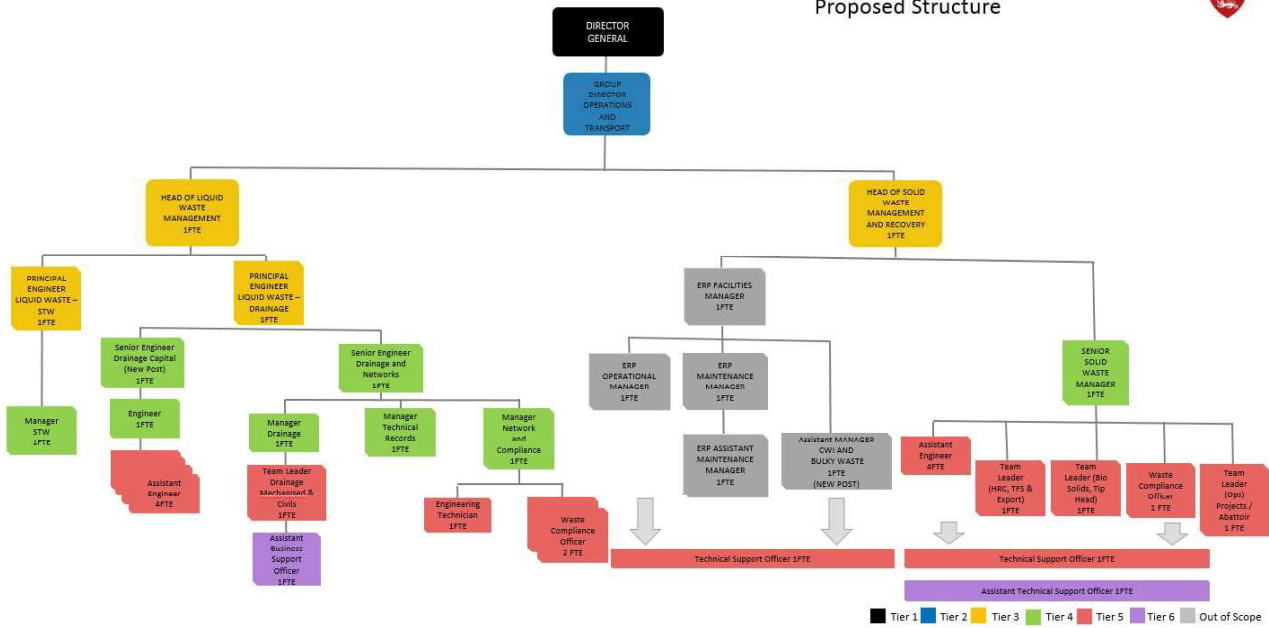 Proposed Structure
DIRECTOR
GENERAL
GROUP
DIRECTOR
OPERATIONS
AND
TRANSPORT
HEAD OF LIQUID
WASTE
MANAGEMENT
1FTE
HEAD OF SOLID
WASTE
MANAGEMENT
AND RECOVERY
1FTE
PRINCIPAL
ENGINEER
LIQUID WASTE –
STW
1FTE
PRINCIPAL
ENGINEER
LIQUID WASTE –
DRAINAGE
1FTE
ERP FACILITIES
MANAGER
1FTE
Senior Engineer
Drainage Capital
(New Post)
1FTE
Senior Engineer
Drainage and
Networks
1FTE
ERP
OPERATIONAL
MANAGER
1FTE
ERP
MAINTENANCE
MANAGER
1FTE
SENIOR
SOLID
WASTE
MANAGER
1FTE
Manager
STW
1FTE
Engineer
1FTE
Manager
Drainage
1FTE
Manager
Technical
Records
1FTE
Manager
Network
and
Compliance
1FTE
ERP ASSISTANT
MAINTENANCE
MANAGER
1FTE
Assistant MANAGER
CWI AND
BULKY WASTE
1FTE
(NEW POST)
Assistant
Engineer
4FTE
Team
Leader
(HRC, TFS &
Export)
1FTE
Team
Leader (Bio
Solids, Tip
Head)
1FTE
Waste
Compliance
Officer
1 FTE
Team
Leader
(Ops)
Projects /
Abattoir
1 FTE
Assistant
Engineer
4FTE
Team Leader
Drainage
Mechanised &
Civils
1FTE
Engineering
Technician
1FTE
Waste
Compliance
Officer
2 FTE
Assistant
Business
Support
Officer
1FTE
Technical Support Officer 1FTE
Technical Support Officer 1FTE
Assistant Technical Support Officer 1FTE
Tier 1 Tier 2 Tier 3 Tier 4 Tier 5 Tier 6 Out of Scope